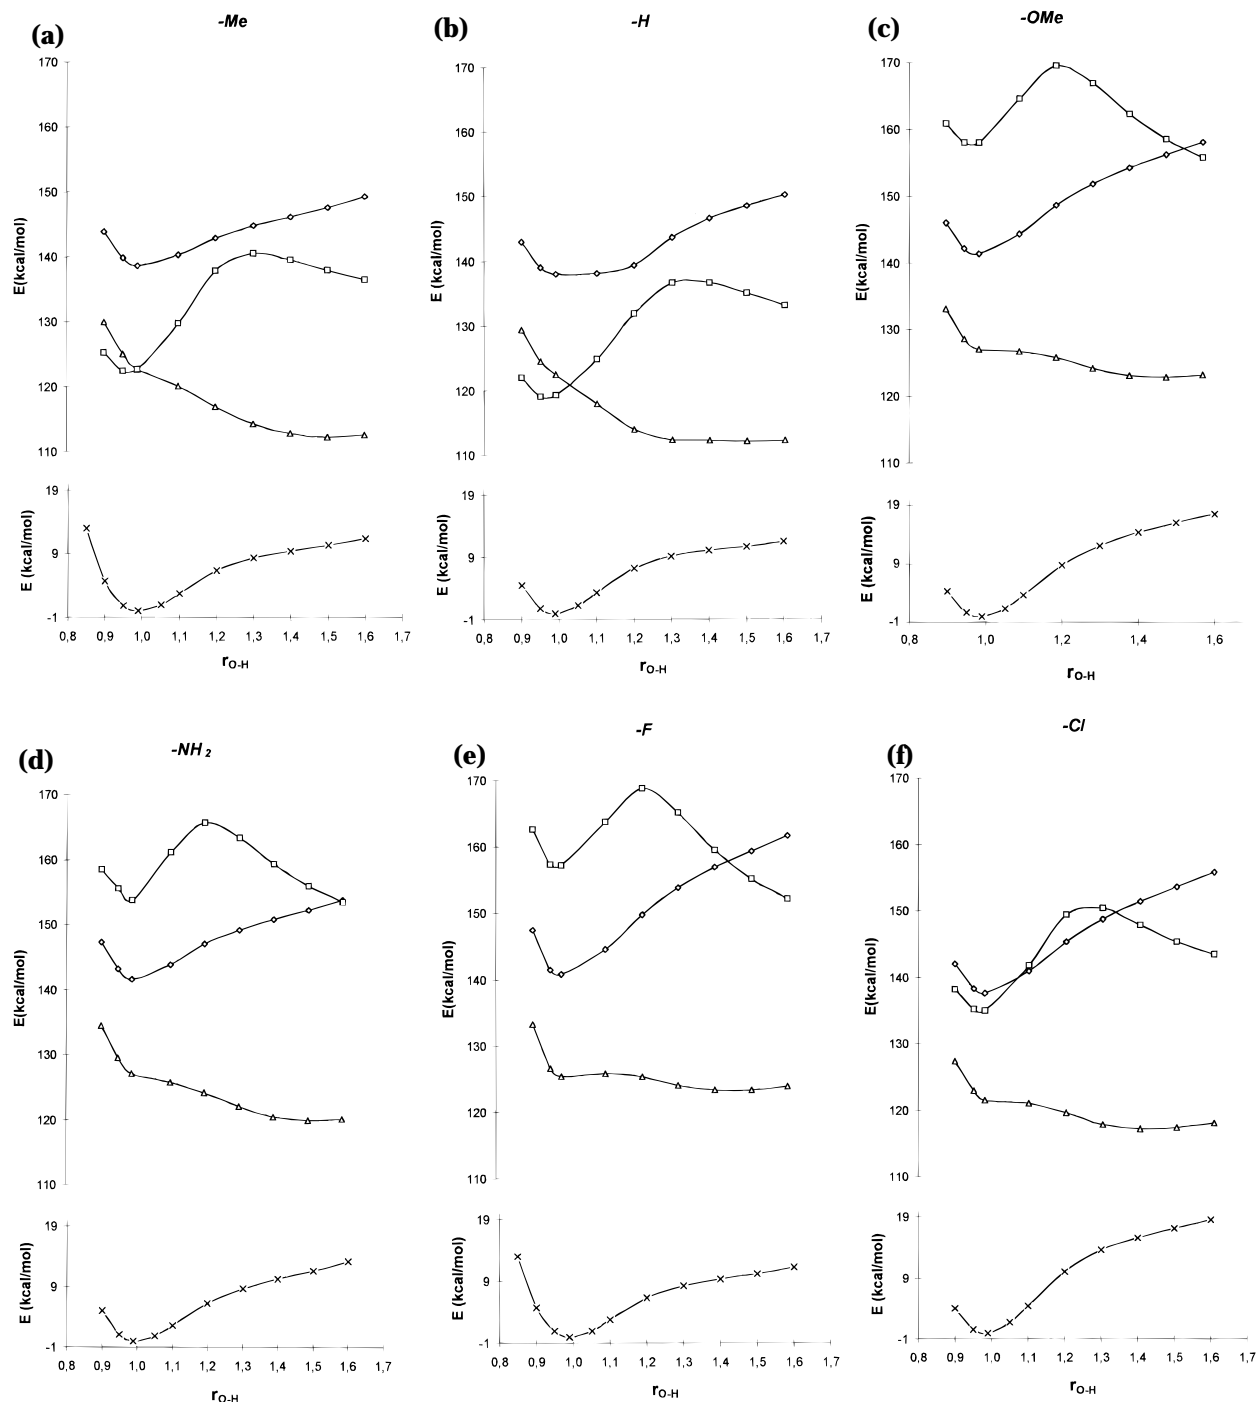 (a)
-Me
170
160
150
140
130
120
110
E(kcal/mol)
19
9
-1
E (kcal/mol)
0,8 0,9 1,0 1,1 1,2 1,3 1,4 1,5 1,6 1,7
rO-H
(b)
-H
170
160
150
140
130
120
110
E (kcal/mol)
19
9
-1
E (kcal/mol)
0,8 0,9 1,0 1,1 1,2 1,3 1,4 1,5 1,6 1,7
rO-H
(c)
-OMe
170
160
150
140
130
120
110
E(kcal/mol)
19
9
-1
E (kcal/mol)
0,8 1,0 1,2 1,4 1,6
rO-H
(d)
-NH2
170
160
150
140
130
120
110
E(kcal/mol)
19
9
-1
E (kcal/mol)
0,8 0,9 1,0 1,1 1,2 1,3 1,4 1,5 1,6 1,7
rO-H
(e)
-F
170
160
150
140
130
120
110
E(kcal/mol)
19
9
-1
E (kcal/mol)
0,8 0,9 1,0 1,1 1,2 1,3 1,4 1,5 1,6 1,7
rO-H
(f)
-Cl
170
160
150
140
130
120
110
E(kcal/mol)
19
9
-1
E (kcal/mol)
0,8 0,9 1,0 1,1 1,2 1,3 1,4 1,5 1,6 1,7
rO-H